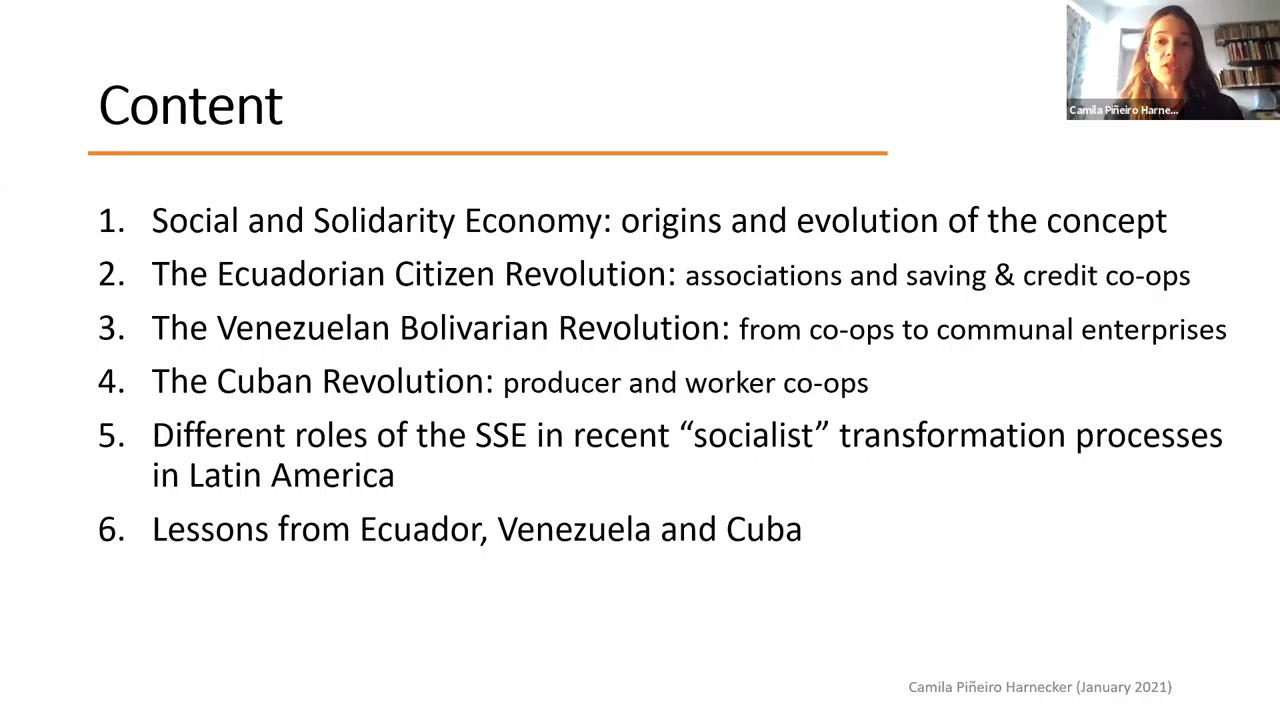 Content
Camila Piñeiro Harne...
1. Social and Solidarity Economy: origins and evolution of the concept
2. The Ecuadorian Citizen Revolution: associations and saving & credit co-ops
3. The Venezuelan Bolivarian Revolution: from co-ops to communal enterprises
4. The Cuban Revolution: producer and worker co-ops
5. Different roles of the SSE in recent “socialist” transformation processes
in Latin America
6. Lessons from Ecuador, Venezuela and Cuba
Camila Piñeiro Harnecker (January 2021)